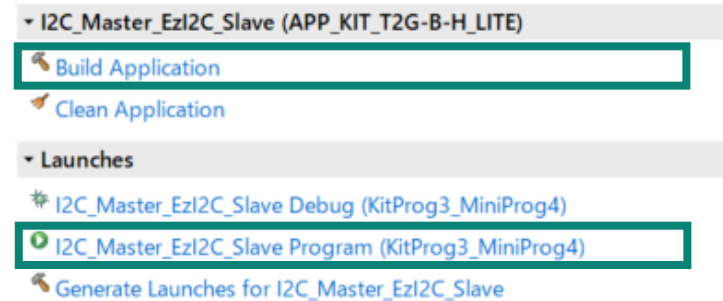 I2C_Master_EzI2C_Slave (APP_KIT_T2G-B-H_LITE)
Build Application
Clean Application
Launches
I2C_Master_EzI2C_Slave Debug (KitProg3_MiniProg4)
I2C_Master_EzI2C_Slave Program (KitProg3_MiniProg4)
Generate Launches for I2C_Master_EzI2C_Slave